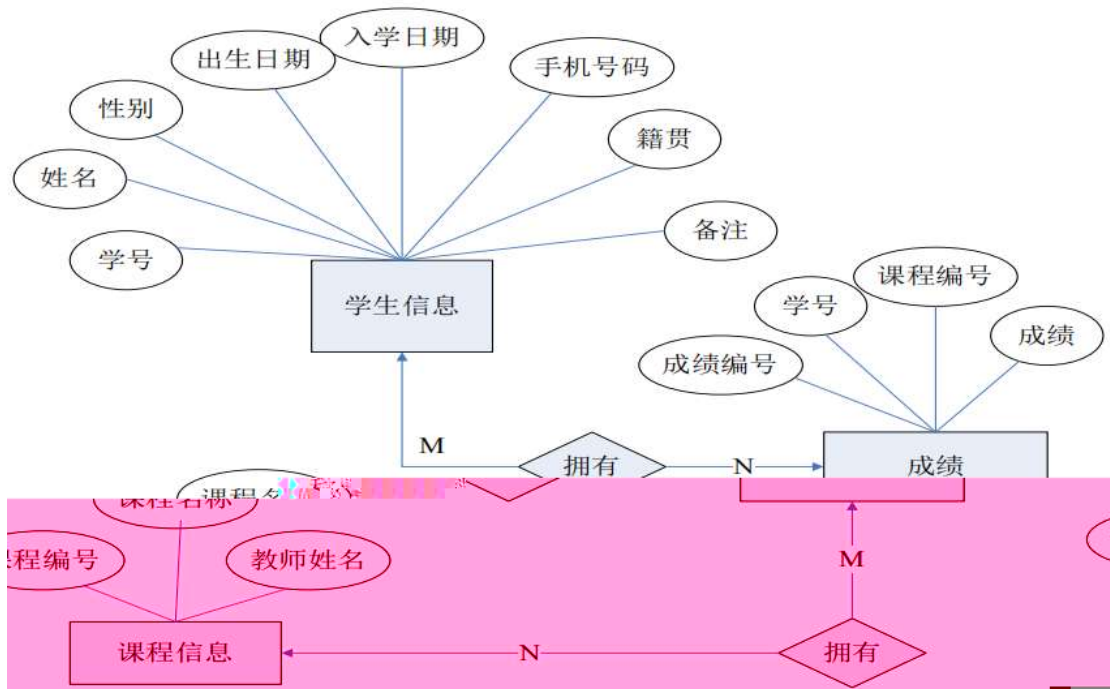 入学日期
出生日期
手机号码
性别
籍贯
姓名
备注
学号
学生信息
课程编号
学号
成绩
成绩编号
M
拥有
N
成绩
课程名称
程编号
教师姓名
M
课程信息
N
拥有